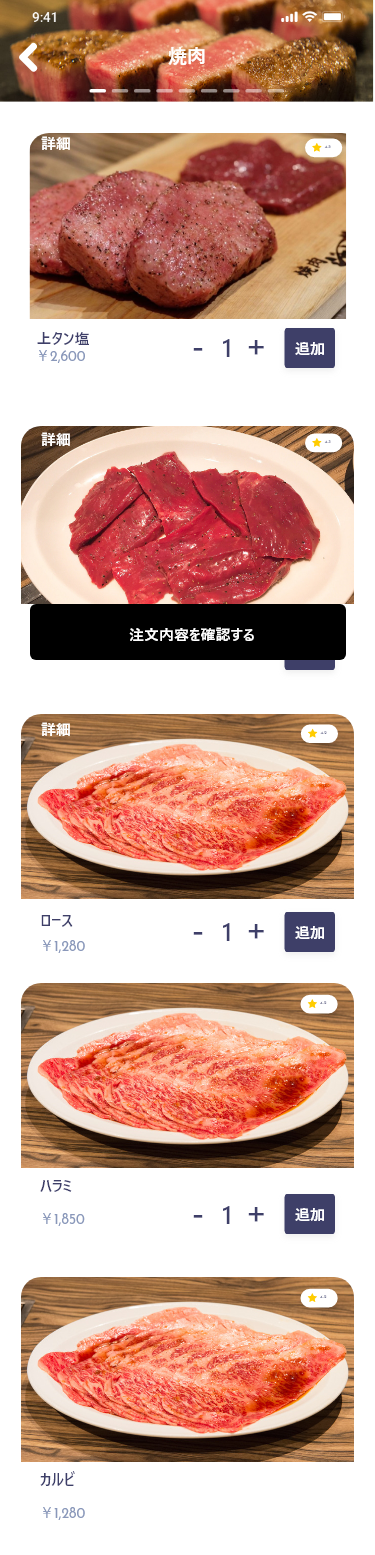 9:41
焼肉
詳細
焼肉
上タン塩
￥2,600
- 1 +
追加
詳細
注文内容を確認する
詳細
ロース
￥1,280
- 1 +
追加
ハラミ
￥1,850
- 1 +
追加
カルビ
￥1,280